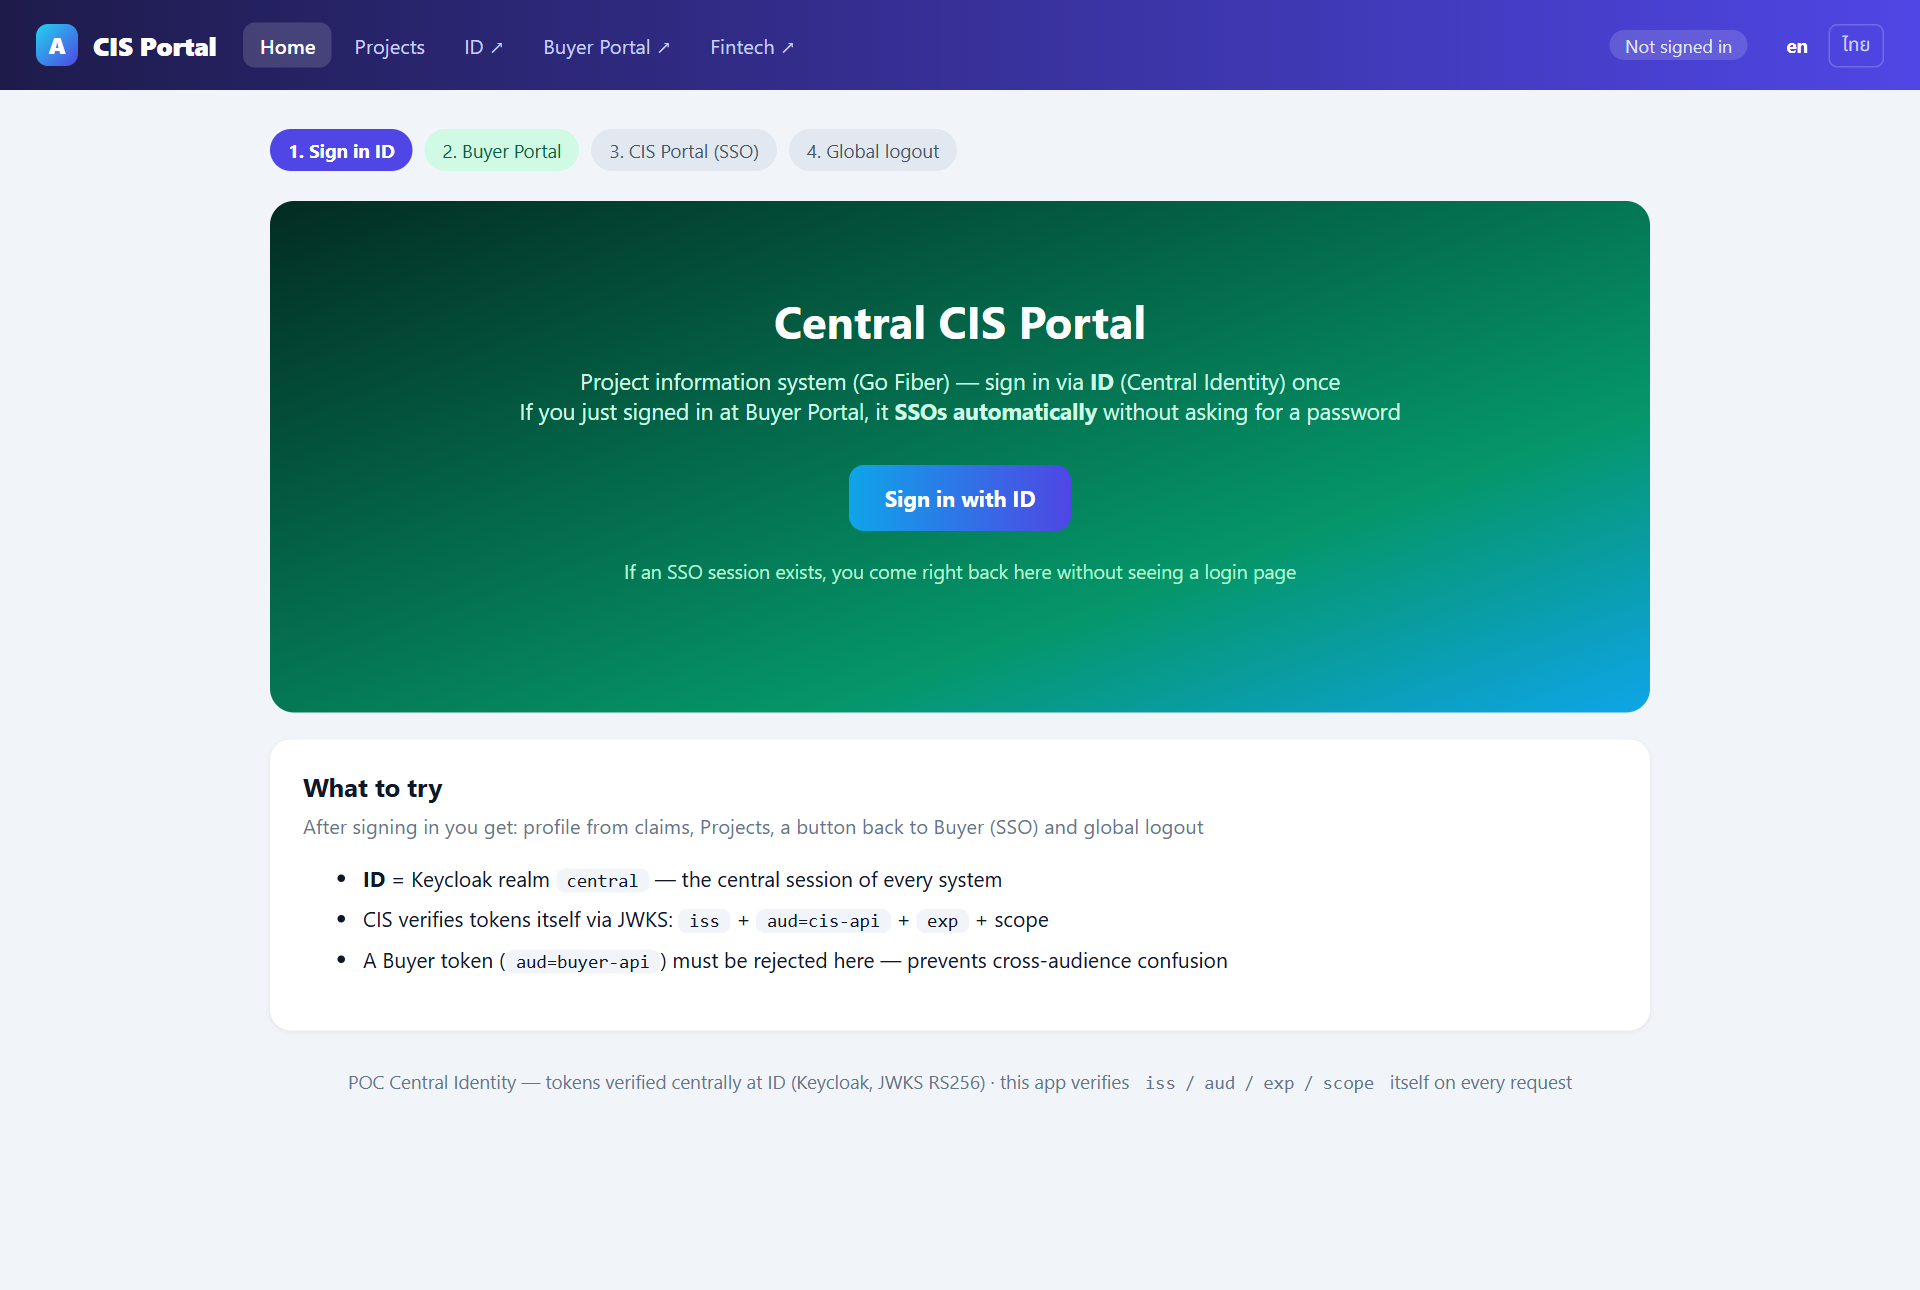 A CIS Portal Home Projects ID ↗ Buyer Portal ↗ Fintech ↗ Not signed in en ไทย
1. Sign in ID 2. Buyer Portal 3. CIS Portal (SSO) 4. Global logout
Central CIS Portal
Project information system (Go Fiber) — sign in via ID (Central Identity) once
If you just signed in at Buyer Portal, it SSOs automatically without asking for a password
Sign in with ID
If an SSO session exists, you come right back here without seeing a login page
What to try
After signing in you get: profile from claims, Projects, a button back to Buyer (SSO) and global logout
• ID = Keycloak realm central — the central session of every system
• CIS verifies tokens itself via JWKS: iss + aud=cis-api + exp + scope
• A Buyer token ( aud=buyer-api ) must be rejected here — prevents cross-audience confusion
POC Central Identity — tokens verified centrally at ID (Keycloak, JWKS RS256) · this app verifies iss / aud / exp / scope itself on every request